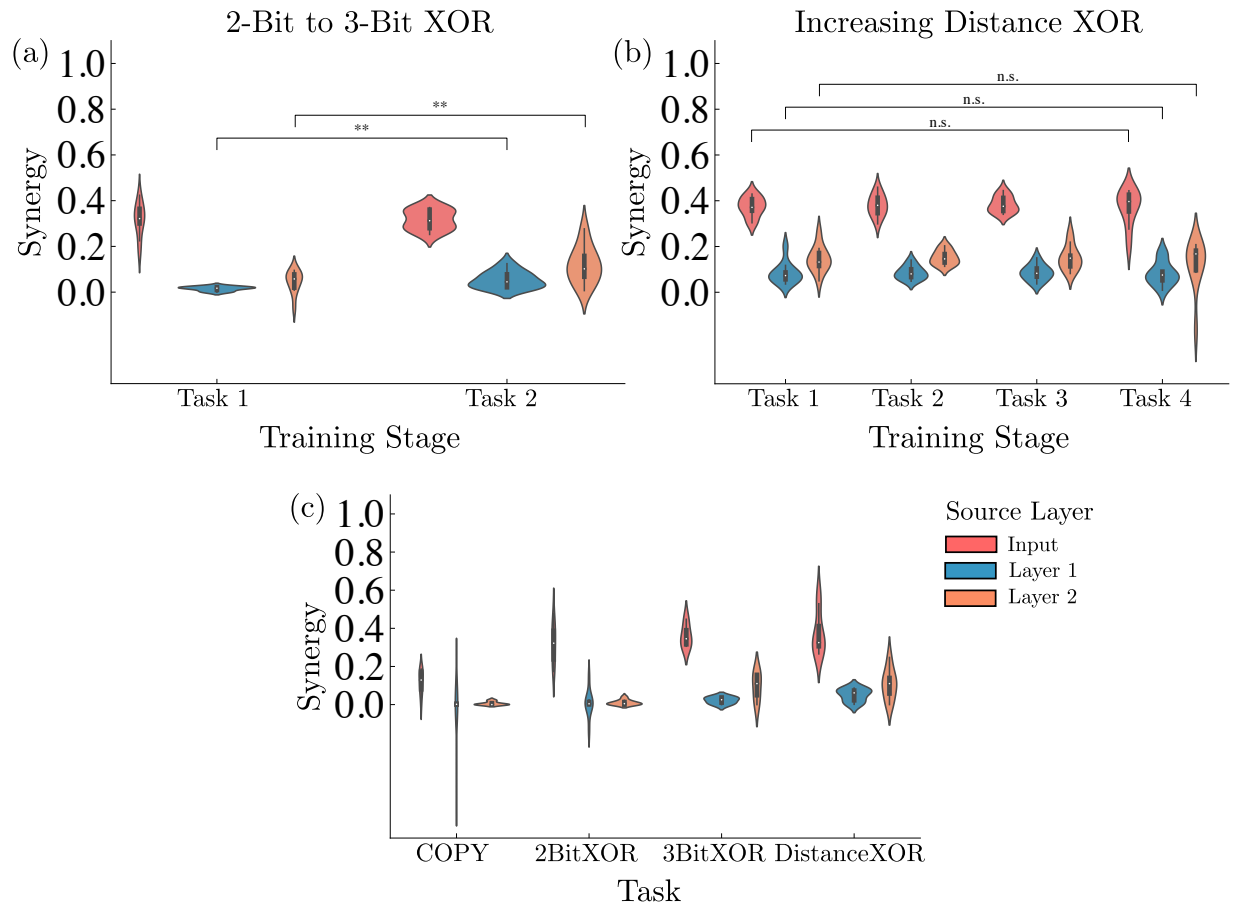 2-Bit to 3-Bit XOR
(a)
1.0
0.8
0.6
0.4
0.2
0.0
Synergy
**
**
Task 1 Task 2
Training Stage
Increasing Distance XOR
(b)
1.0
0.8
0.6
0.4
0.2
0.0
Synergy
n.s.
n.s.
n.s.
Task 1 Task 2 Task 3 Task 4
Training Stage
(c)
1.0
0.8
0.6
0.4
0.2
0.0
Synergy
COPY 2BitXOR 3BitXOR DistanceXOR
Task
Source Layer
Input
Layer 1
Layer 2